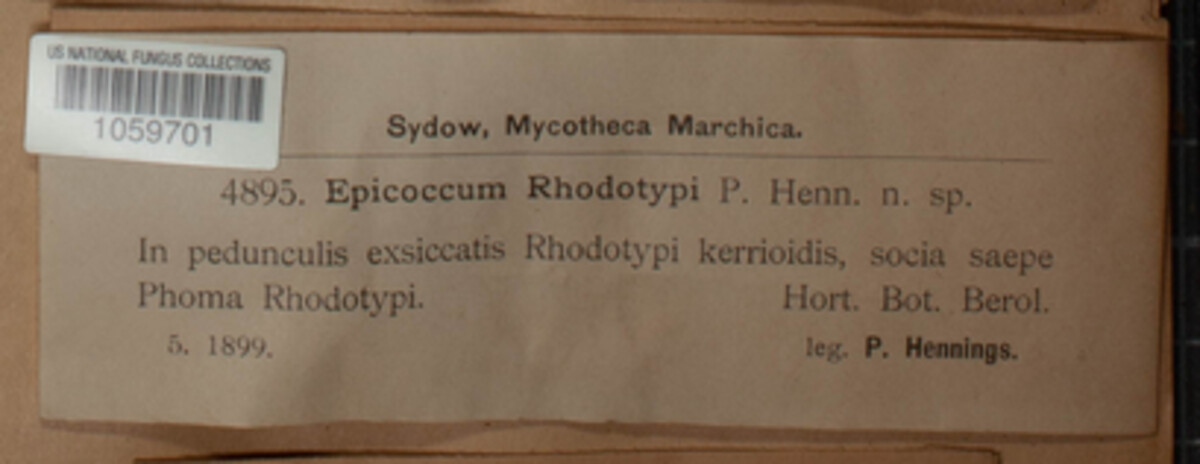 US NATIONAL FUNGUS COLLECTIONS
1059701
Sydow, Mycotheca Marchica.
4895. Epicoccum Rhodotypi P. Henn. n. sp.
In pedunculis exsiccatis Rhodotypi kerrioidis, socia saepe
Phoma Rhodotypi. Hort. Bot. Berol.
5. 1899. leg. P. Hennings.